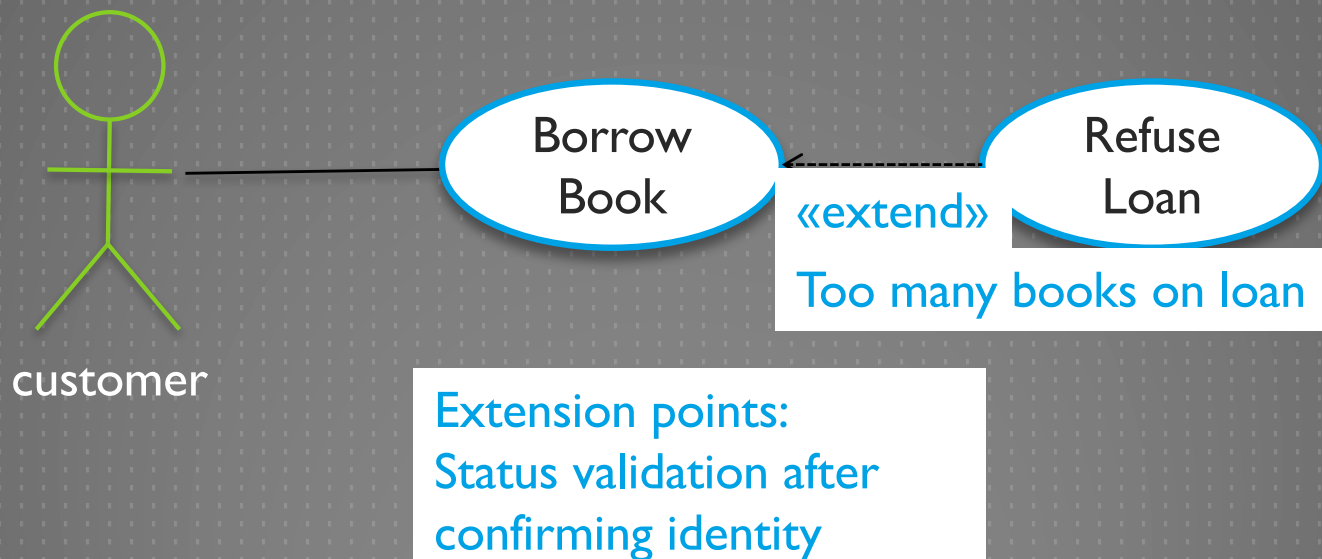 Borrow
Book
Refuse
Loan
«extend»
Too many books on loan
customer
Extension points:
Status validation after
confirming identity